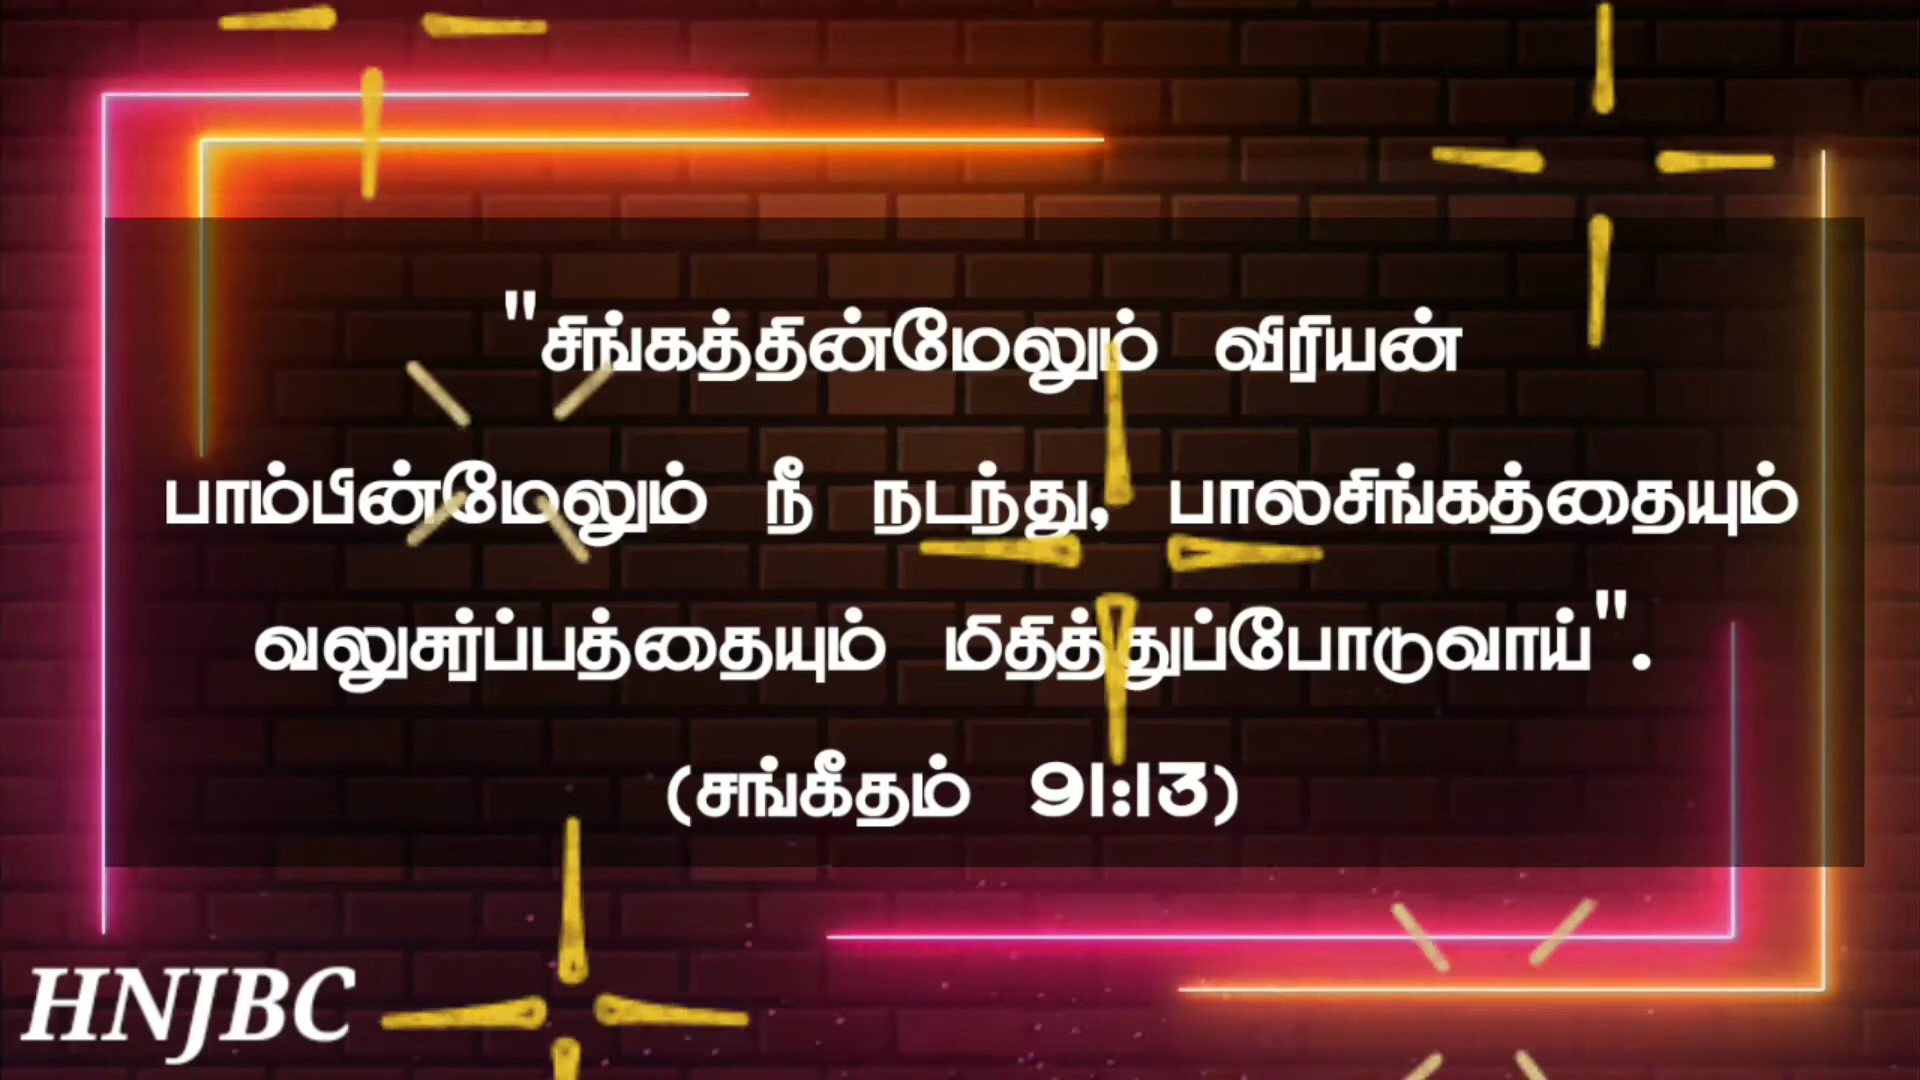 "சிங்கத்தின்மேலும் விரியன்
பாம்பின்மேலும் நீ நடந்து, பாலசிங்கத்தையும்
வலுசர்ப்பத்தையும் மிதித்துப்போடுவாய்".
(சங்கீதம் 91:13)
HNJBC